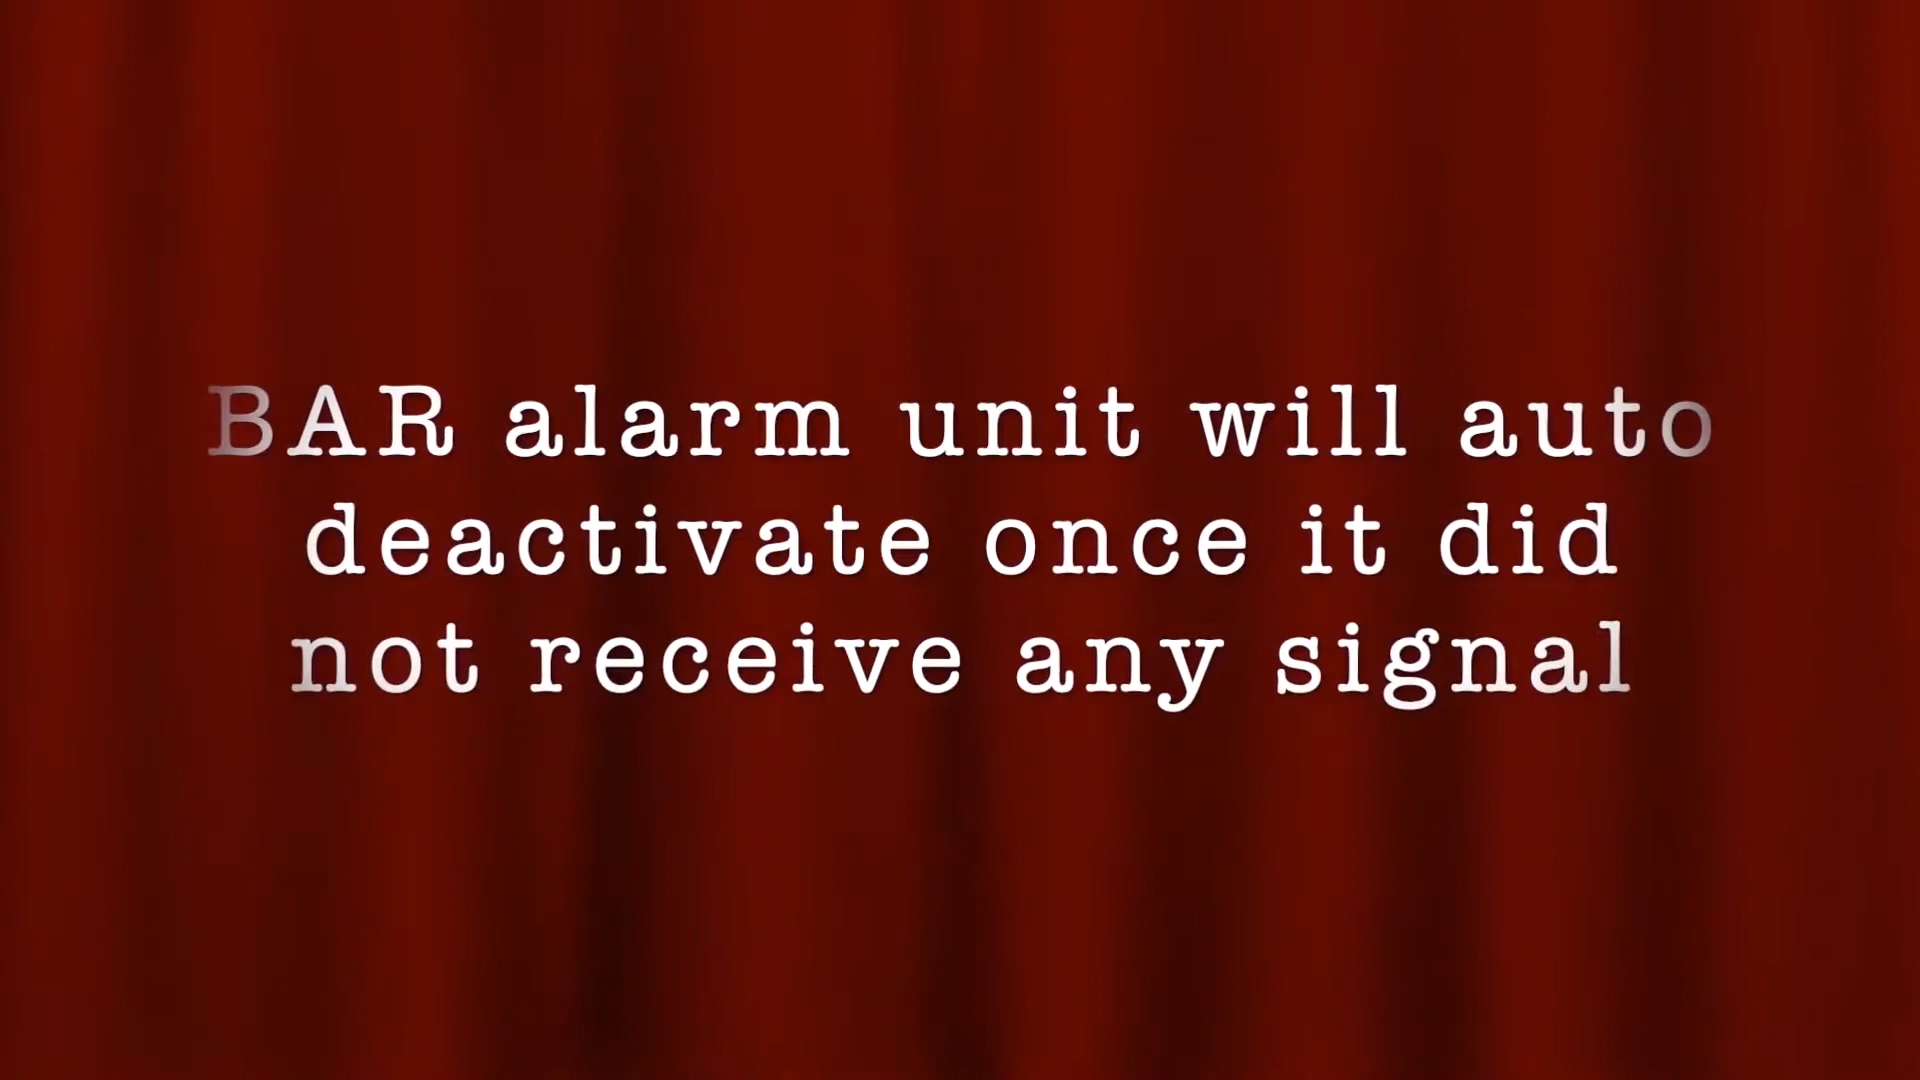 BAR alarm unit will auto
deactivate once it did
not receive any signal